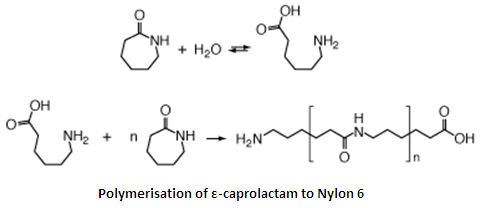 O
NH + H₂O ⇌ O OH NH₂
O OH NH₂ + n O NH → H₂N [ O H N ]n O OH
Polymerisation of ε-caprolactam to Nylon 6